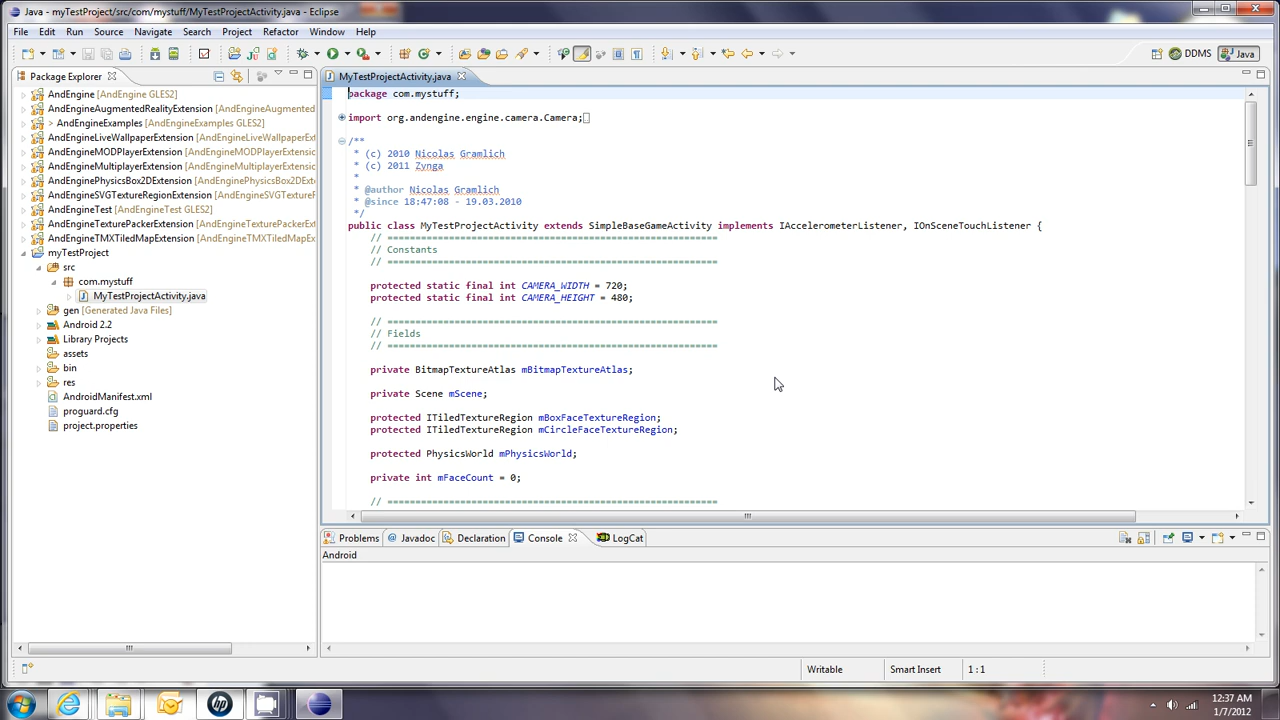 Java - myTestProject/src/com/mystuff/MyTestProjectActivity.java - Eclipse
File Edit Run Source Navigate Search Project Refactor Window Help
DDMS Java
Package Explorer
AndEngine [AndEngine GLES2]
AndEngineAugmentedRealityExtension [AndEngineAugmented
> AndEngineExamples [AndEngineExamples GLES2]
AndEngineLiveWallpaperExtension [AndEngineLiveWallpaperEx
AndEngineMODPlayerExtension [AndEngineMODPlayerExtens
AndEngineMultiplayerExtension [AndEngineMultiplayerExtens
AndEnginePhysicsBox2DExtension [AndEnginePhysicsBox2DE
AndEngineSVGTextureRegionExtension [AndEngineSVGTextureF
AndEngineTest [AndEngineTest GLES2]
AndEngineTexturePackerExtension [AndEngineTexturePackerEx
AndEngineTMXTiledMapExtension [AndEngineTMXTiledMapEx
myTestProject
src
com.mystuff
MyTestProjectActivity.java
gen [Generated Java Files]
Android 2.2
Library Projects
assets
bin
res
AndroidManifest.xml
proguard.cfg
project.properties
MyTestProjectActivity.java
package com.mystuff;
import org.andengine.engine.camera.Camera;
/**
* (c) 2010 Nicolas Gramlich
* (c) 2011 Zynga
*
* @author Nicolas Gramlich
* @since 18:47:08 - 19.03.2010
*/
public class MyTestProjectActivity extends SimpleBaseGameActivity implements IAccelerometerListener, IOnSceneTouchListener {
// ===========================================================
// Constants
// ===========================================================
protected static final int CAMERA_WIDTH = 720;
protected static final int CAMERA_HEIGHT = 480;
// ===========================================================
// Fields
// ===========================================================
private BitmapTextureAtlas mBitmapTextureAtlas;
private Scene mScene;
protected ITiledTextureRegion mBoxFaceTextureRegion;
protected ITiledTextureRegion mCircleFaceTextureRegion;
protected PhysicsWorld mPhysicsWorld;
private int mFaceCount = 0;
// ===========================================================
Problems @ Javadoc Declaration Console LogCat
Android
Writable Smart Insert 1 : 1
12:37 AM
1/7/2012